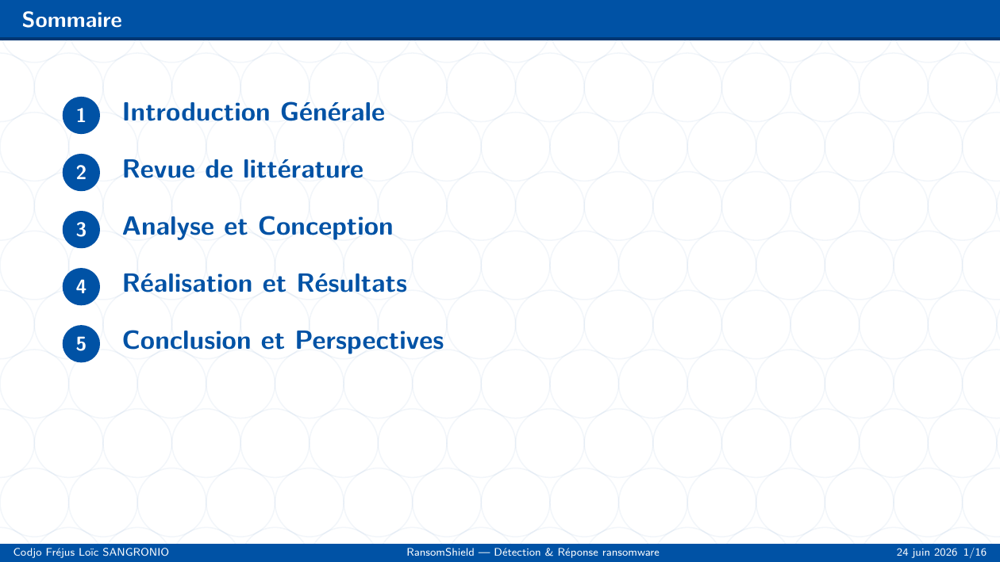 Sommaire
1 Introduction Générale
2 Revue de littérature
3 Analyse et Conception
4 Réalisation et Résultats
5 Conclusion et Perspectives
Codjo Fréjus Loïc SANGRONIO RansomShield — Détection & Réponse ransomware 24 juin 2026 1/16